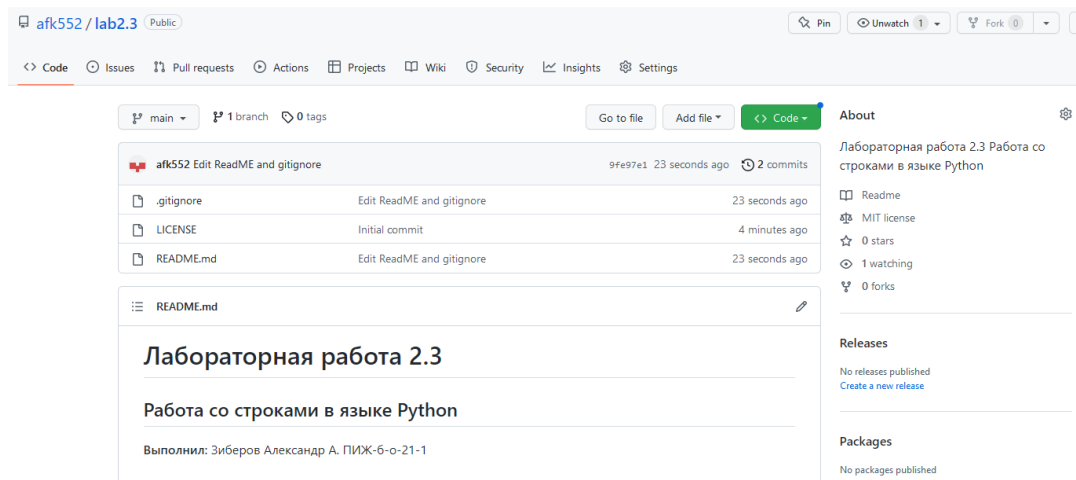 afk552 / lab2.3 Public
Pin Unwatch 1 Fork 0
Code Issues Pull requests Actions Projects Wiki Security Insights Settings
main 1 branch 0 tags Go to file Add file Code
afk552 Edit ReadME and gitignore 9fe97e1 23 seconds ago 2 commits
.gitignore Edit ReadME and gitignore 23 seconds ago
LICENSE Initial commit 4 minutes ago
README.md Edit ReadME and gitignore 23 seconds ago
README.md
Лабораторная работа 2.3
Работа со строками в языке Python
Выполнил: Зиберов Александр А. ПИЖ-б-о-21-1
About
Лабораторная работа 2.3 Работа со
строками в языке Python
Readme
MIT license
0 stars
1 watching
0 forks
Releases
No releases published
Create a new release
Packages
No packages published